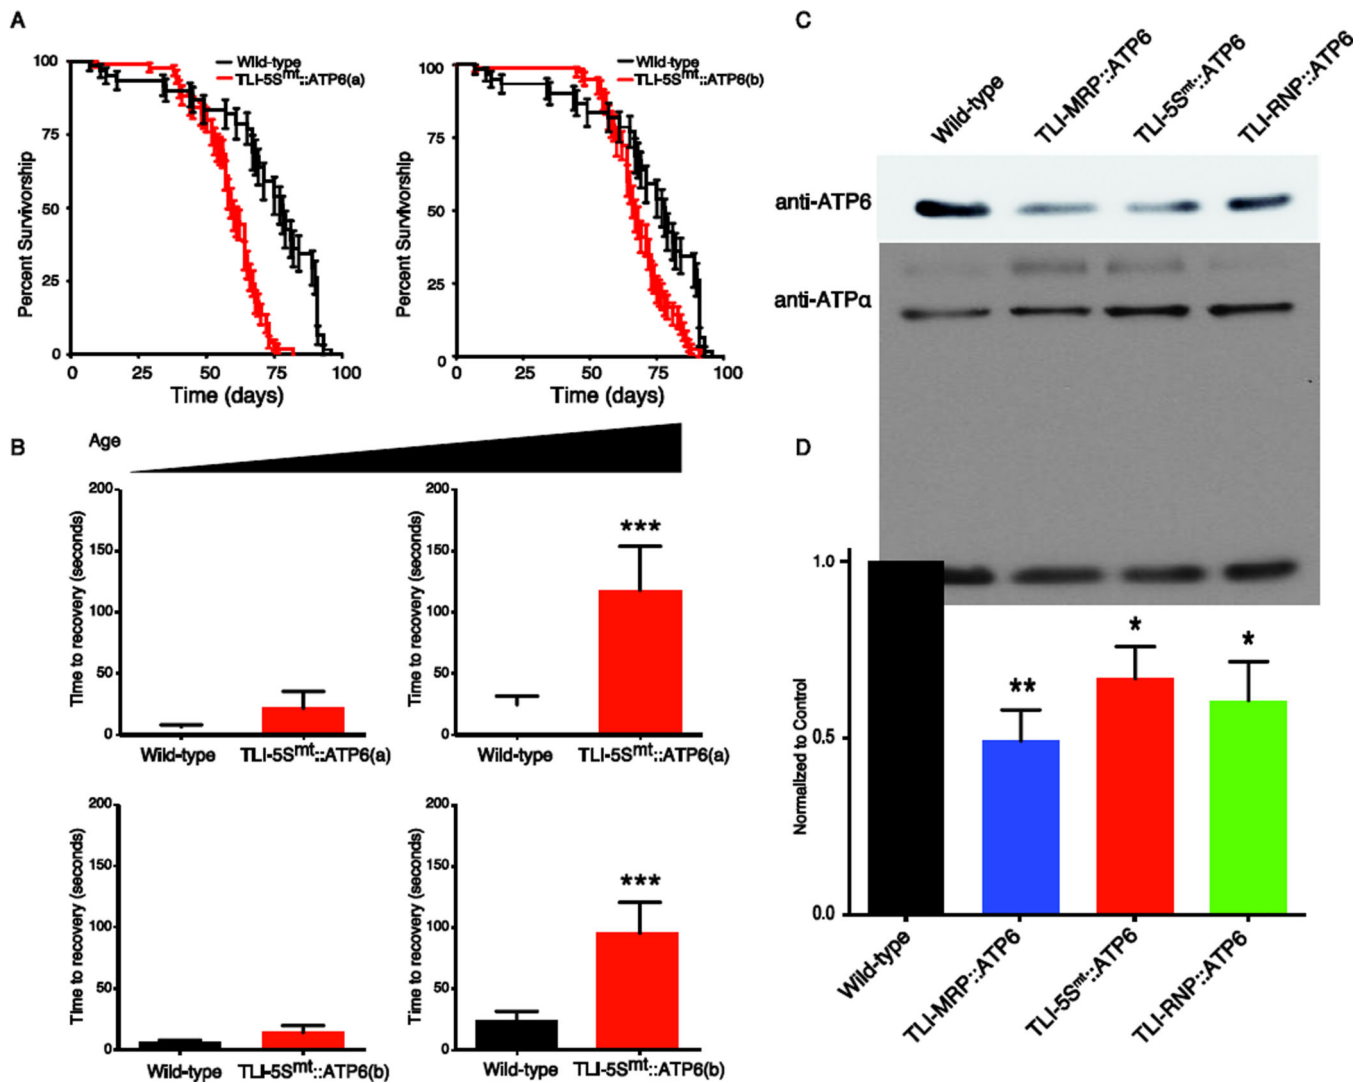 A
100
75
50
25
0
Percent Survivorship
Wild-type
TLI-5Smt::ATP6(a)
0 25 50 75 100
Time (days)
100
75
50
25
0
Percent Survivorship
Wild-type
TLI-5Smt::ATP6(b)
0 25 50 75 100
Time (days)
B
Age
200
150
100
50
0
Time to recovery (seconds)
Wild-type TLI-5Smt::ATP6(a)
200
150
100
50
0
Time to recovery (seconds)
***
Wild-type TLI-5Smt::ATP6(a)
200
150
100
50
0
Time to recovery (seconds)
Wild-type TLI-5Smt::ATP6(b)
200
150
100
50
0
Time to recovery (seconds)
***
Wild-type TLI-5Smt::ATP6(b)
C
Wild-type
TLI-MRP::ATP6
TLI-5Smt::ATP6
TLI-RNP::ATP6
anti-ATP6
anti-ATPα
D
1.0
0.5
0.0
Normalized to Control
**
*
*
Wild-type
TLI-MRP::ATP6
TLI-5Smt::ATP6
TLI-RNP::ATP6